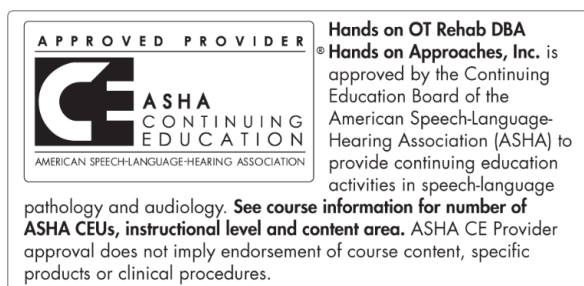 APPROVED PROVIDER
CE
ASHA
CONTINUING
EDUCATION
AMERICAN SPEECH-LANGUAGE-HEARING ASSOCIATION
®
Hands on OT Rehab DBA
Hands on Approaches, Inc. is
approved by the Continuing
Education Board of the
American Speech-Language-
Hearing Association (ASHA) to
provide continuing education
activities in speech-language
pathology and audiology. See course information for number of
ASHA CEUs, instructional level and content area. ASHA CE Provider
approval does not imply endorsement of course content, specific
products or clinical procedures.